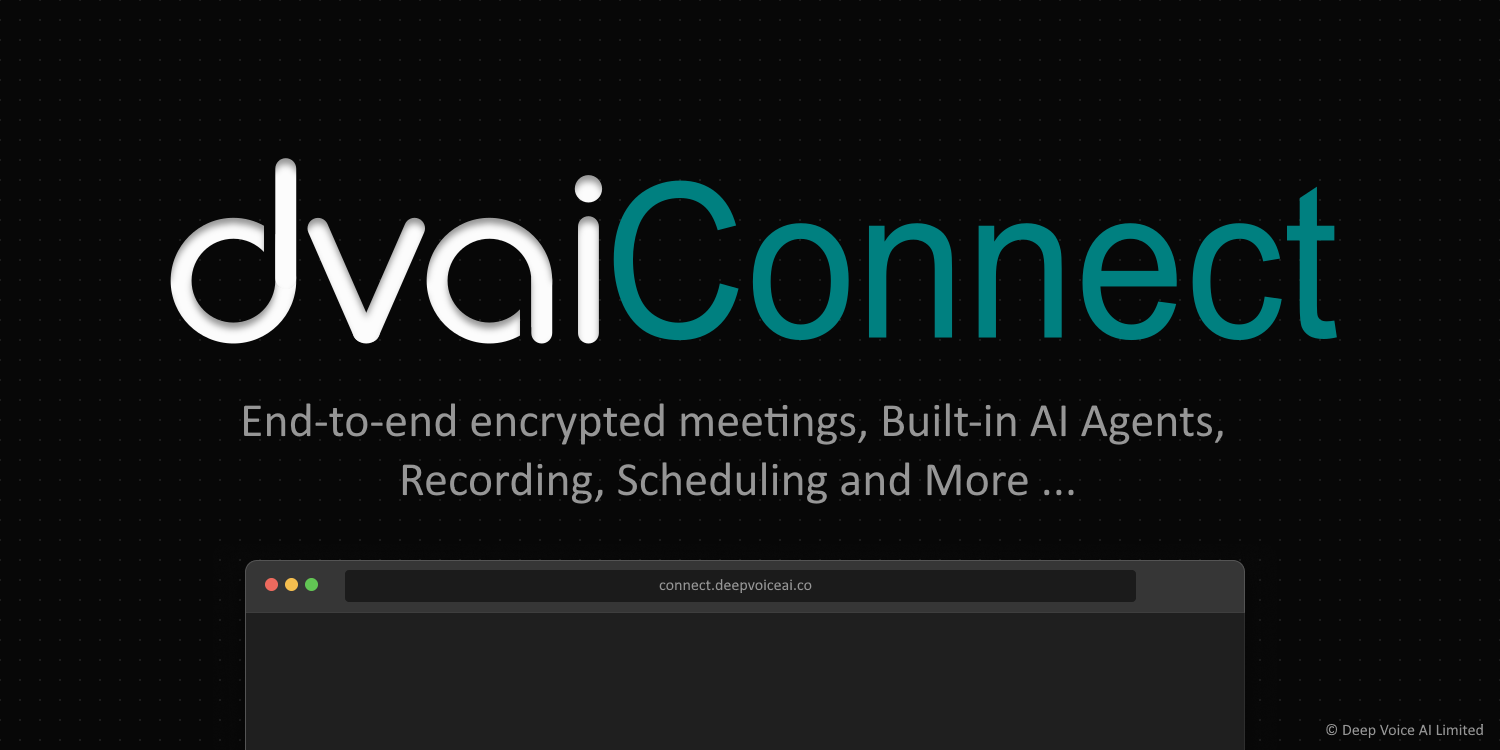 dvaiConnect
End-to-end encrypted meetings, Built-in AI Agents,
Recording, Scheduling and More ...
connect.deepvoiceai.co
© Deep Voice AI Limited